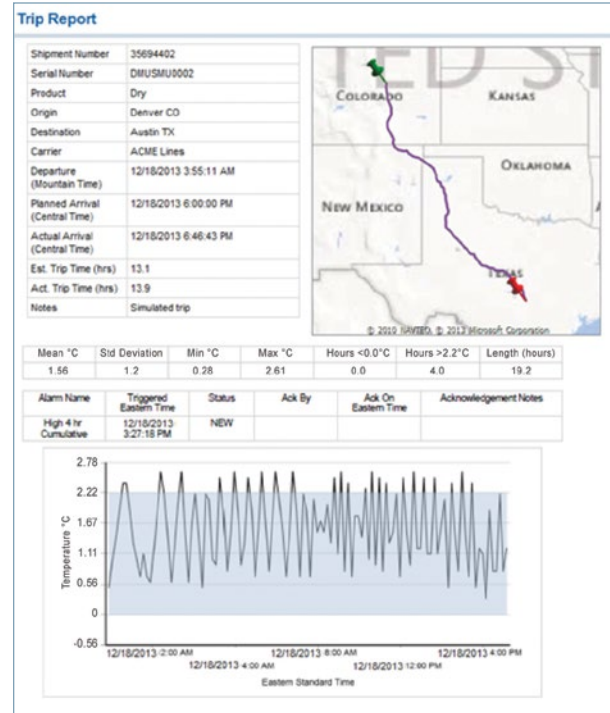 Trip Report
Shipment Number 35694402
Serial Number DMUSMU0002
Product Dry
Origin Denver CO
Destination Austin TX
Carrier ACME Lines
Departure 12/18/2013 3:55:11 AM
(Mountain Time)
Planned Arrival 12/18/2013 6:00:00 PM
(Central Time)
Actual Arrival 12/18/2013 6:46:43 PM
(Central Time)
Est. Trip Time (hrs) 13.1
Act. Trip Time (hrs) 13.9
Notes Simulated trip
TED ST
COLORADO KANSAS
OKLAHOMA
NEW MEXICO
TEXAS
© 2010 NAVTEQ, © 2013 Microsoft Corporation
Mean °C Std Deviation Min °C Max °C Hours <0.0°C Hours >2.2°C Length (hours)
1.56 1.2 0.28 2.61 0.0 4.0 19.2
Alarm Name Triggered Status Ack By Ack On Acknowledgement Notes
Eastern Time Eastern Time
High 4 hr 12/18/2013 NEW
Cumulative 3:27:18 PM
2.78
2.22
1.67
1.11
0.56
0
-0.56
Temperature °C
12/18/2013 2:00 AM 12/18/2013 8:00 AM 12/18/2013 4:00 PM
12/18/2013 4:00 AM 12/18/2013 12:00 PM
Eastern Standard Time